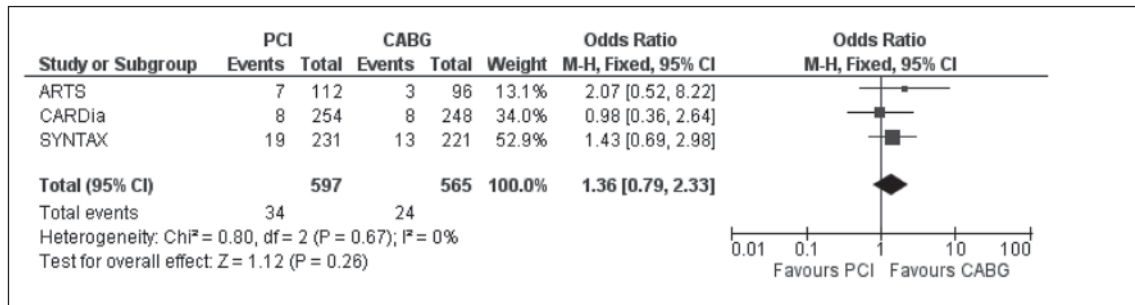 PCI CABG Odds Ratio Odds Ratio
Study or Subgroup Events Total Events Total Weight M-H, Fixed, 95% CI M-H, Fixed, 95% CI
ARTS 7 112 3 96 13.1% 2.07 [0.52, 8.22]
CARDia 8 254 8 248 34.0% 0.98 [0.36, 2.64]
SYNTAX 19 231 13 221 52.9% 1.43 [0.69, 2.98]
Total (95% CI) 597 565 100.0% 1.36 [0.79, 2.33]
Total events 34 24
Heterogeneity: Chi² = 0.80, df = 2 (P = 0.67); I² = 0%
Test for overall effect: Z = 1.12 (P = 0.26)
0.01 0.1 1 10 100
Favours PCI Favours CABG